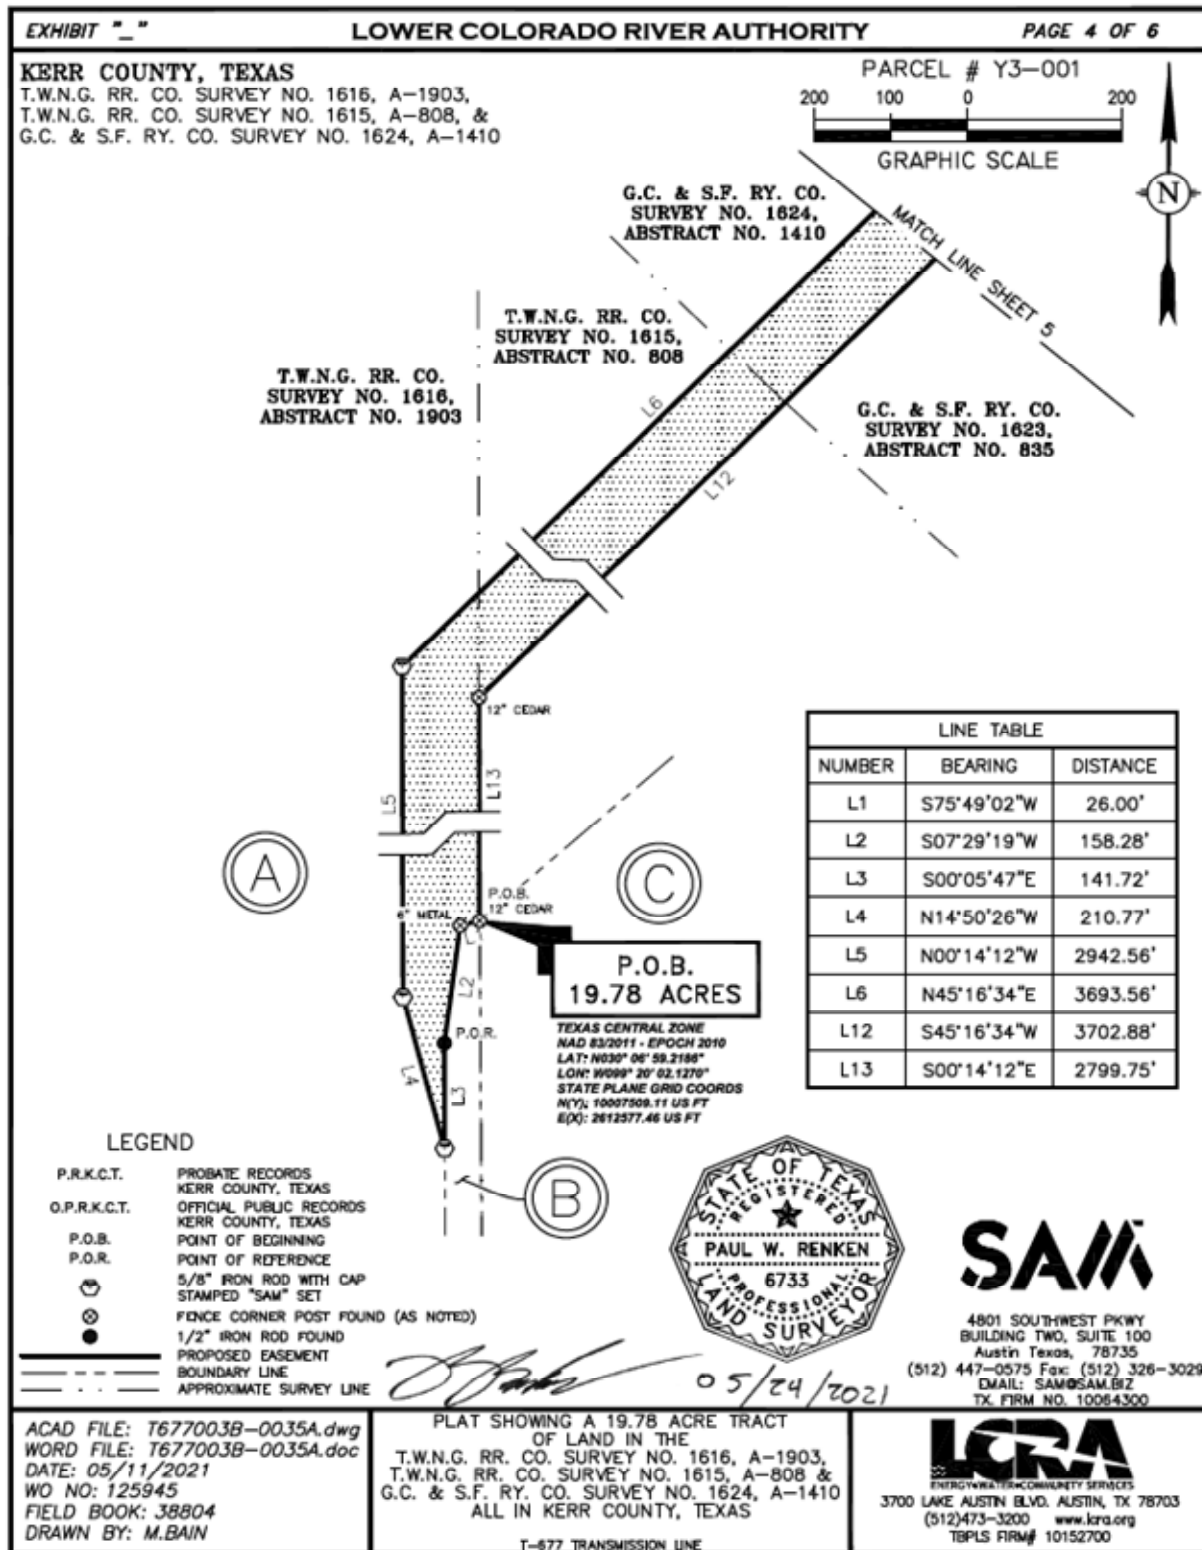 EXHIBIT "_"
LOWER COLORADO RIVER AUTHORITY
PAGE 4 OF 6
KERR COUNTY, TEXAS
T.W.N.G. RR. CO. SURVEY NO. 1616, A-1903,
T.W.N.G. RR. CO. SURVEY NO. 1615, A-808, &
G.C. & S.F. RY. CO. SURVEY NO. 1624, A-1410
PARCEL # Y3-001
200 100 0 200
GRAPHIC SCALE
N
G.C. & S.F. RY. CO.
SURVEY NO. 1624,
ABSTRACT NO. 1410
MATCH LINE SHEET 5
T.W.N.G. RR. CO.
SURVEY NO. 1615,
ABSTRACT NO. 808
T.W.N.G. RR. CO.
SURVEY NO. 1616,
ABSTRACT NO. 1903
G.C. & S.F. RY. CO.
SURVEY NO. 1623,
ABSTRACT NO. 835
L6
L12
12" CEDAR
L5
L13
A
C
P.O.B.
12" CEDAR
6" METAL
L2
P.O.R.
L4
L3
B
P.O.B.
19.78 ACRES
TEXAS CENTRAL ZONE
NAD 83/2011 - EPOCH 2010
LAT: N030° 06' 59.2186"
LON: W099° 20' 02.1270"
STATE PLANE GRID COORDS
N(Y): 10007509.11 US FT
E(X): 2612577.46 US FT
LINE TABLE
NUMBER BEARING DISTANCE
L1 S75°49'02"W 26.00'
L2 S07°29'19"W 158.28'
L3 S00°05'47"E 141.72'
L4 N14°50'26"W 210.77'
L5 N00°14'12"W 2942.56'
L6 N45°16'34"E 3693.56'
L12 S45°16'34"W 3702.88'
L13 S00°14'12"E 2799.75'
LEGEND
P.R.K.C.T. PROBATE RECORDS
KERR COUNTY, TEXAS
O.P.R.K.C.T. OFFICIAL PUBLIC RECORDS
KERR COUNTY, TEXAS
P.O.B. POINT OF BEGINNING
P.O.R. POINT OF REFERENCE
5/8" IRON ROD WITH CAP
STAMPED "SAM" SET
FENCE CORNER POST FOUND (AS NOTED)
1/2" IRON ROD FOUND
PROPOSED EASEMENT
BOUNDARY LINE
APPROXIMATE SURVEY LINE
STATE OF TEXAS
REGISTERED
PAUL W. RENKEN
6733
PROFESSIONAL
LAND SURVEYOR
05/24/2021
SAM
4801 SOUTHWEST PKWY
BUILDING TWO, SUITE 100
Austin Texas, 78735
(512) 447-0575 Fax: (512) 326-3029
EMAIL: SAM@SAM.BIZ
TX. FIRM NO. 10064300
ACAD FILE: T677003B-0035A.dwg
WORD FILE: T677003B-0035A.doc
DATE: 05/11/2021
WO NO: 125945
FIELD BOOK: 38804
DRAWN BY: M.BAIN
PLAT SHOWING A 19.78 ACRE TRACT
OF LAND IN THE
T.W.N.G. RR. CO. SURVEY NO. 1616, A-1903,
T.W.N.G. RR. CO. SURVEY NO. 1615, A-808 &
G.C. & S.F. RY. CO. SURVEY NO. 1624, A-1410
ALL IN KERR COUNTY, TEXAS
T-677 TRANSMISSION LINE
LCRA
ENERGY•WATER•COMMUNITY SERVICES
3700 LAKE AUSTIN BLVD. AUSTIN, TX 78703
(512)473-3200 www.lcra.org
TBPLS FIRM# 10152700